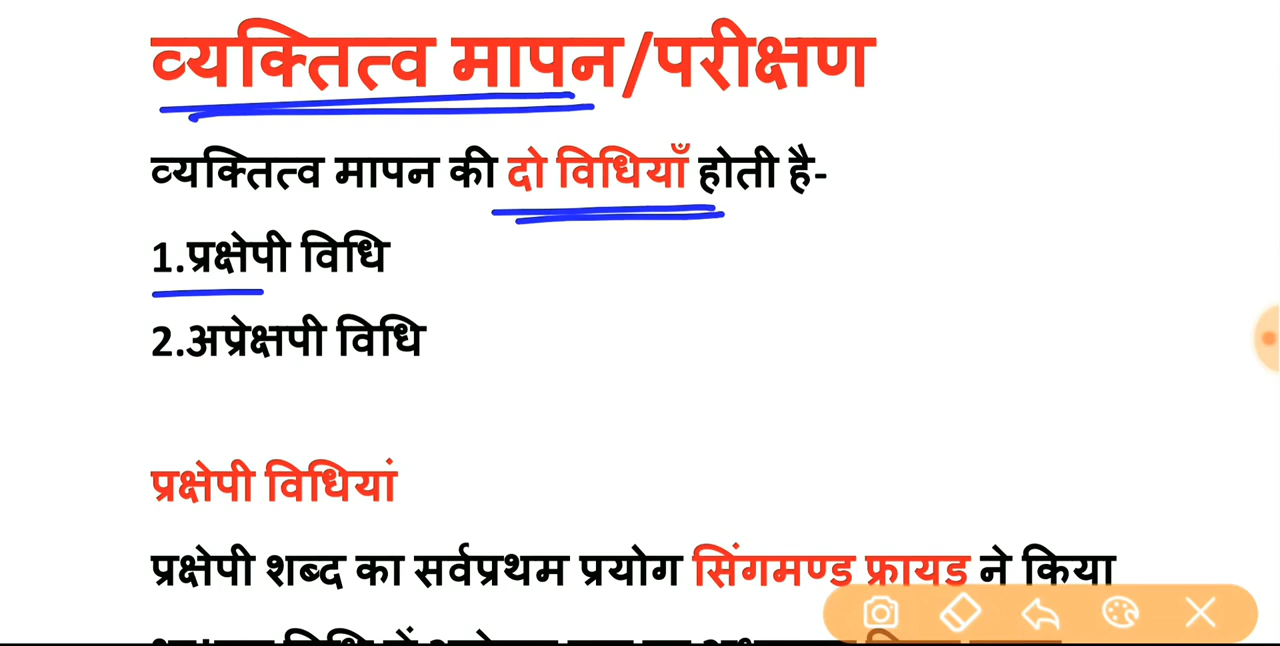 व्यक्तित्व मापन/परीक्षण
व्यक्तित्व मापन की दो विधियाँ होती है-
1.प्रक्षेपी विधि
2.अप्रेक्षपी विधि
प्रक्षेपी विधियां
प्रक्षेपी शब्द का सर्वप्रथम प्रयोग सिंगमण्ड फ्रायड ने किया